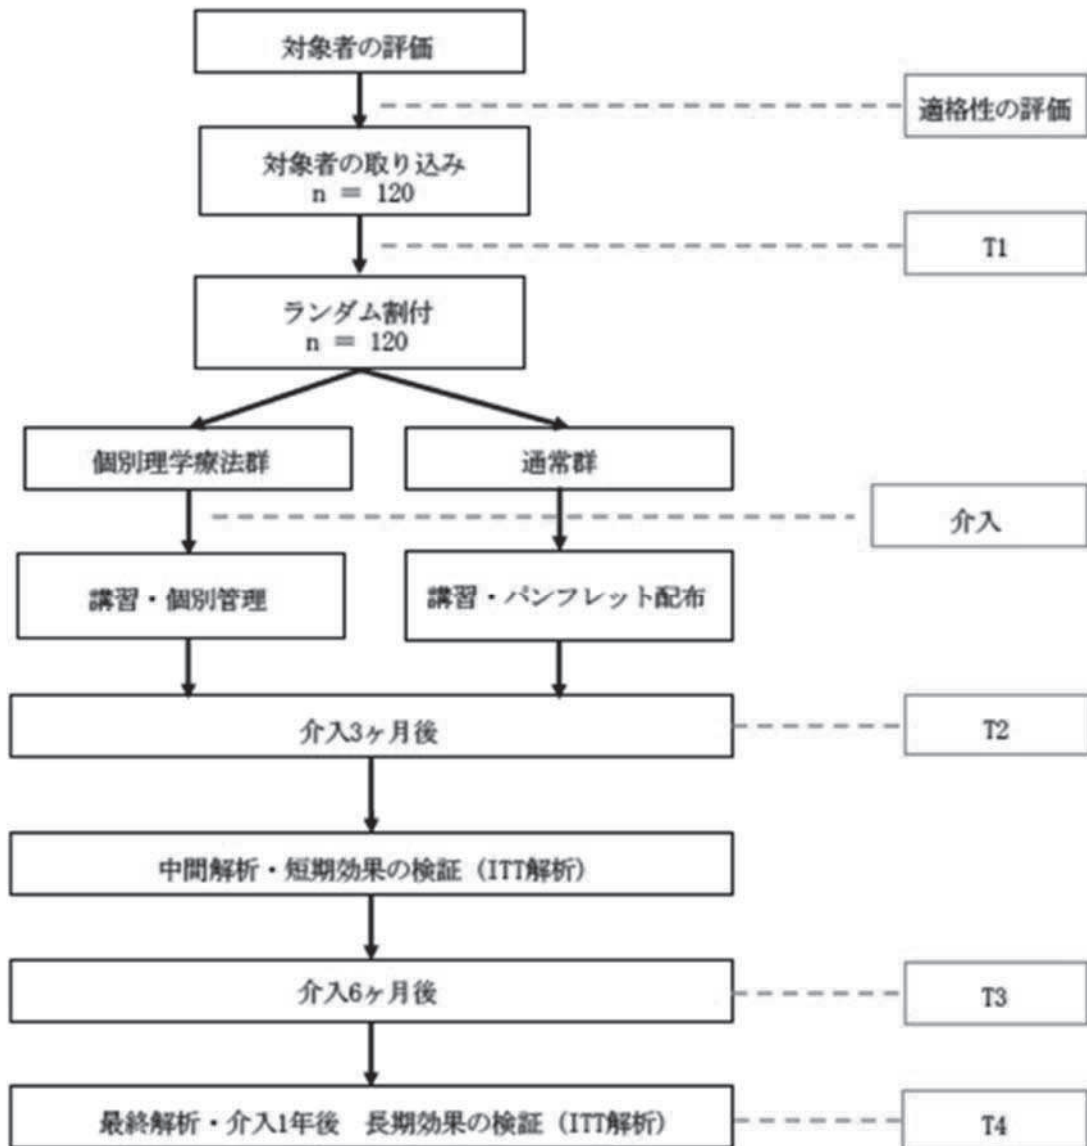 対象者の評価
適格性の評価
対象者の取り込み
n = 120
T1
ランダム割付
n = 120
個別理学療法群
通常群
介入
講習・個別管理
講習・パンフレット配布
介入3ヶ月後
T2
中間解析・短期効果の検証 (ITT解析)
介入6ヶ月後
T3
最終解析・介入1年後 長期効果の検証 (ITT解析)
T4